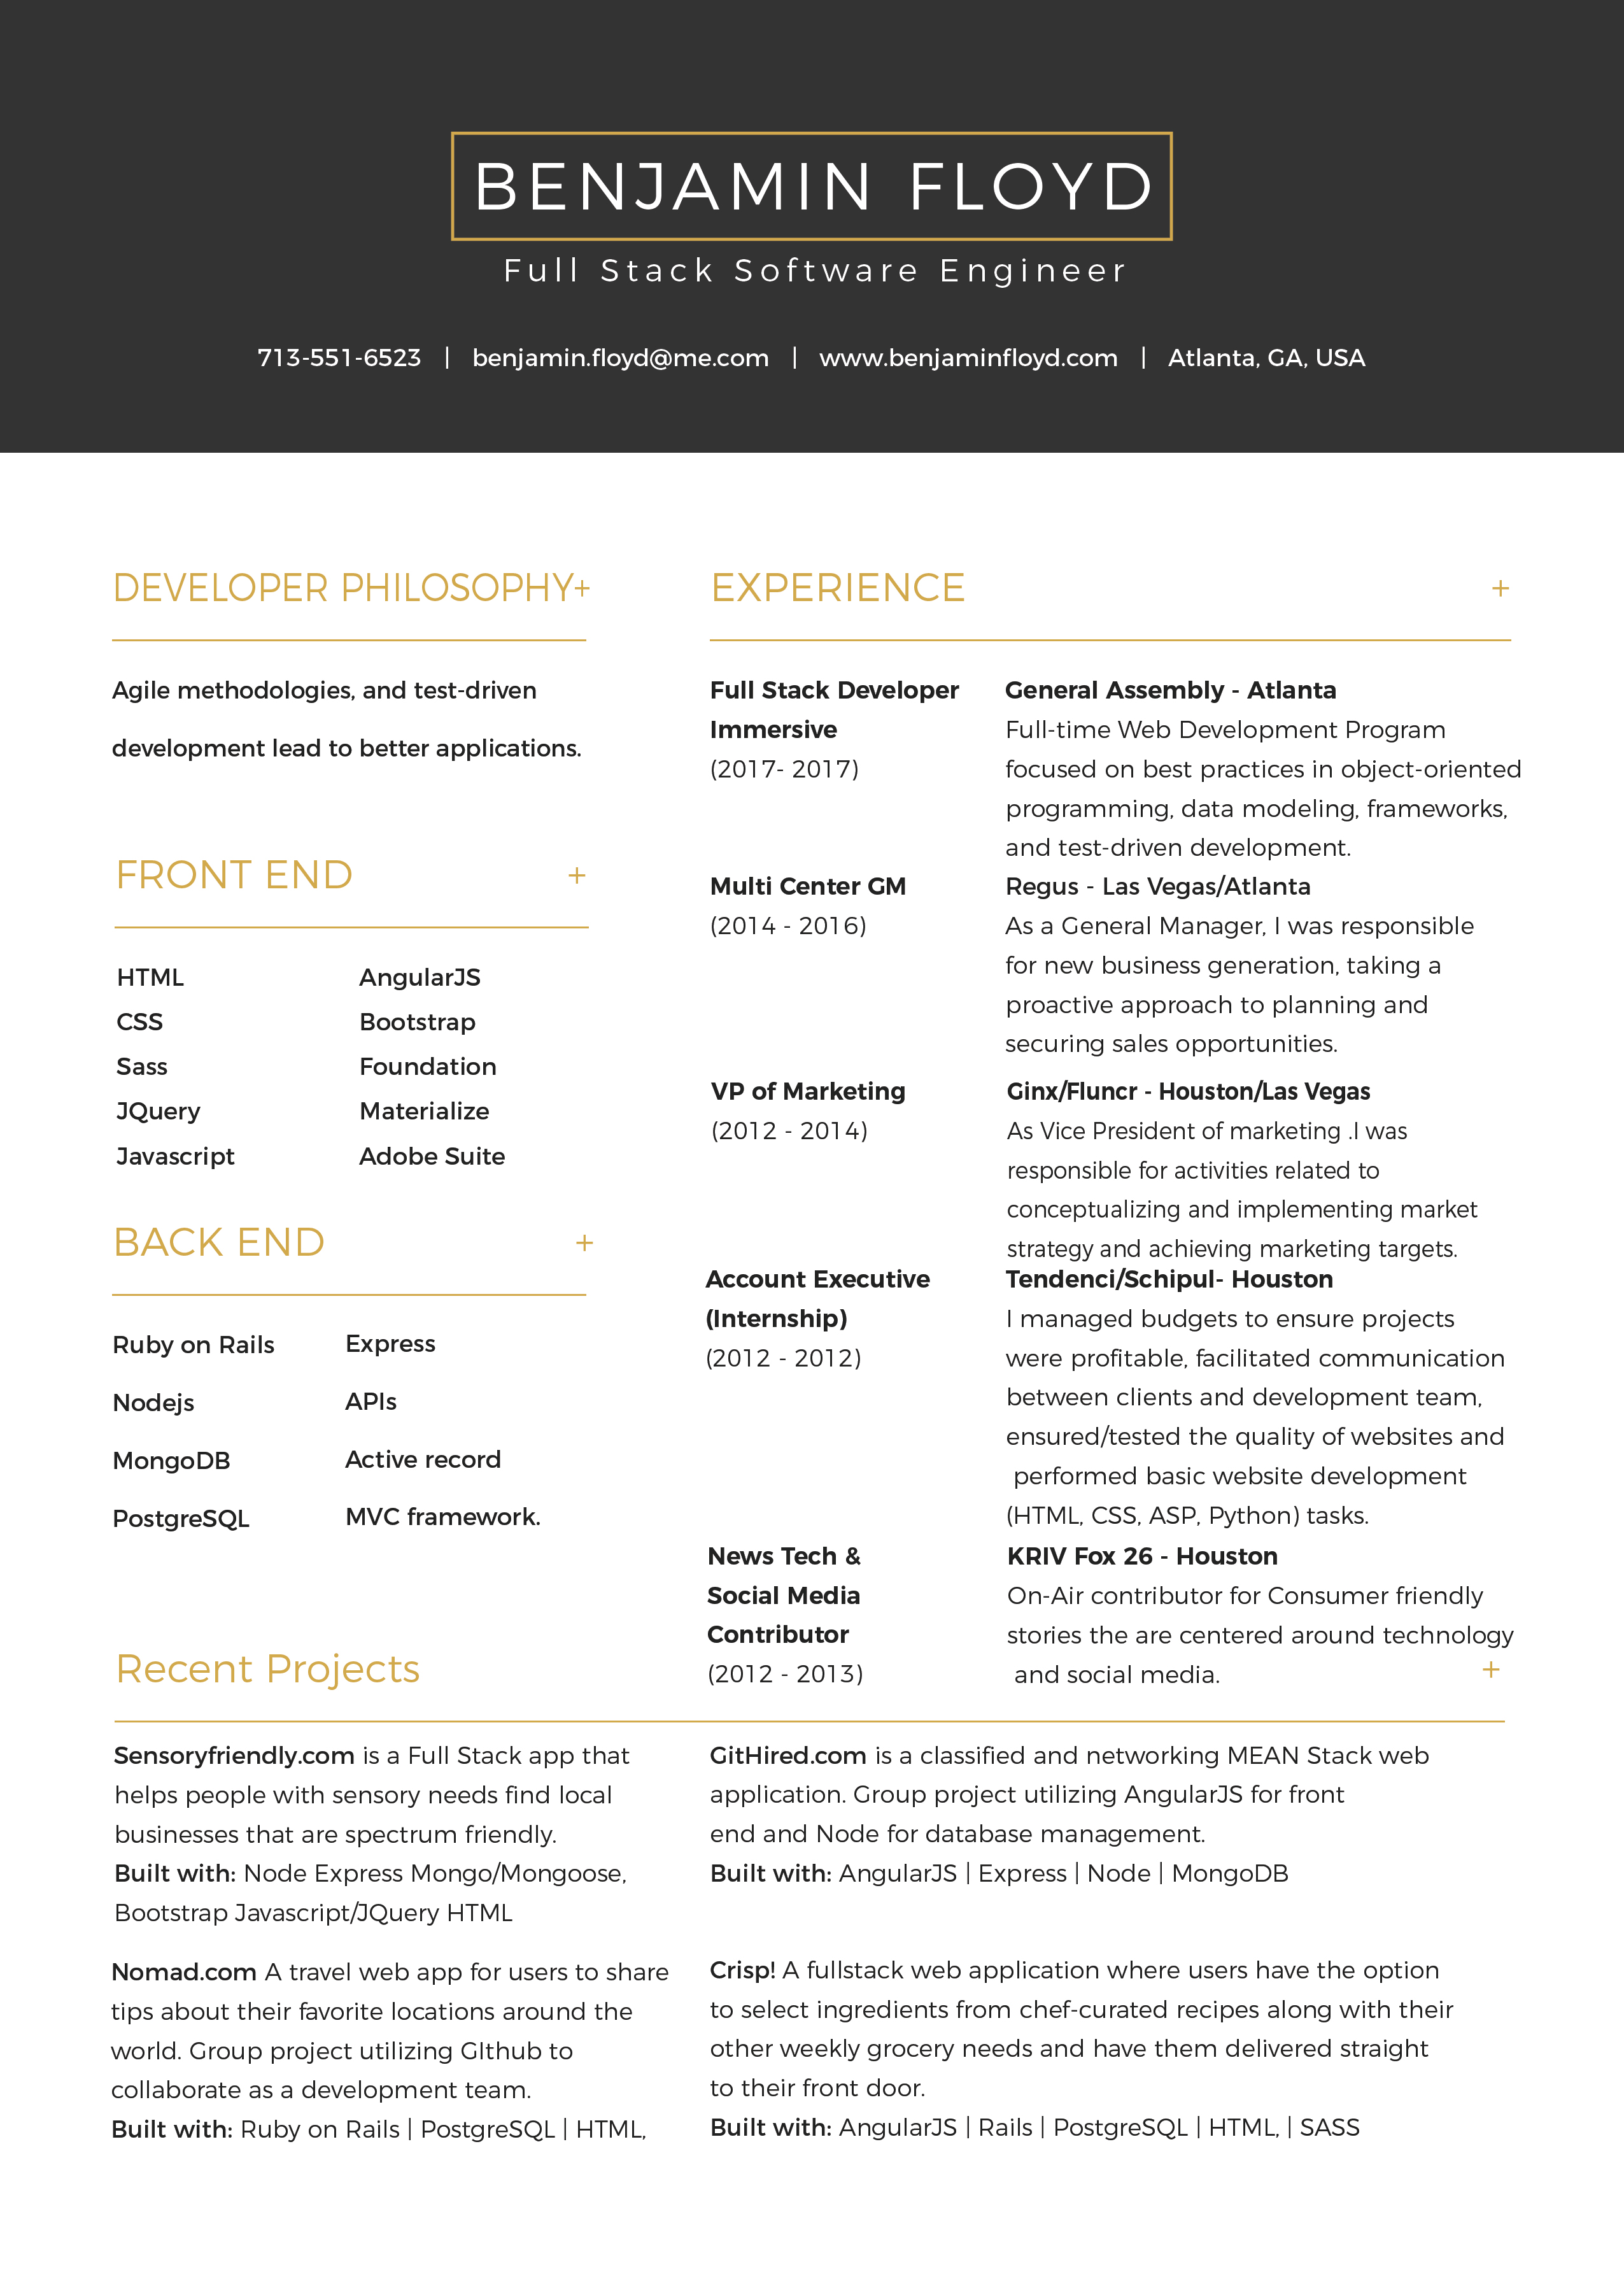 BENJAMIN FLOYD
Full Stack Software Engineer
713-551-6523 | benjamin.floyd@me.com | www.benjaminfloyd.com | Atlanta, GA, USA
DEVELOPER PHILOSOPHY+
Agile methodologies, and test-driven
development lead to better applications.
FRONT END +
HTML
CSS
Sass
JQuery
Javascript
AngularJS
Bootstrap
Foundation
Materialize
Adobe Suite
BACK END +
Ruby on Rails
Nodejs
MongoDB
PostgreSQL
Express
APIs
Active record
MVC framework.
EXPERIENCE +
Full Stack Developer
Immersive
(2017- 2017)
General Assembly - Atlanta
Full-time Web Development Program
focused on best practices in object-oriented
programming, data modeling, frameworks,
and test-driven development.
Multi Center GM
(2014 - 2016)
Regus - Las Vegas/Atlanta
As a General Manager, I was responsible
for new business generation, taking a
proactive approach to planning and
securing sales opportunities.
VP of Marketing
(2012 - 2014)
Ginx/Fluncr - Houston/Las Vegas
As Vice President of marketing .I was
responsible for activities related to
conceptualizing and implementing market
strategy and achieving marketing targets.
Account Executive
(Internship)
(2012 - 2012)
Tendenci/Schipul- Houston
I managed budgets to ensure projects
were profitable, facilitated communication
between clients and development team,
ensured/tested the quality of websites and
performed basic website development
(HTML, CSS, ASP, Python) tasks.
News Tech &
Social Media
Contributor
(2012 - 2013)
KRIV Fox 26 - Houston
On-Air contributor for Consumer friendly
stories the are centered around technology
and social media.
Recent Projects +
Sensoryfriendly.com is a Full Stack app that
helps people with sensory needs find local
businesses that are spectrum friendly.
Built with: Node Express Mongo/Mongoose,
Bootstrap Javascript/JQuery HTML
GitHired.com is a classified and networking MEAN Stack web
application. Group project utilizing AngularJS for front
end and Node for database management.
Built with: AngularJS | Express | Node | MongoDB
Nomad.com A travel web app for users to share
tips about their favorite locations around the
world. Group project utilizing GIthub to
collaborate as a development team.
Built with: Ruby on Rails | PostgreSQL | HTML,
Crisp! A fullstack web application where users have the option
to select ingredients from chef-curated recipes along with their
other weekly grocery needs and have them delivered straight
to their front door.
Built with: AngularJS | Rails | PostgreSQL | HTML, | SASS